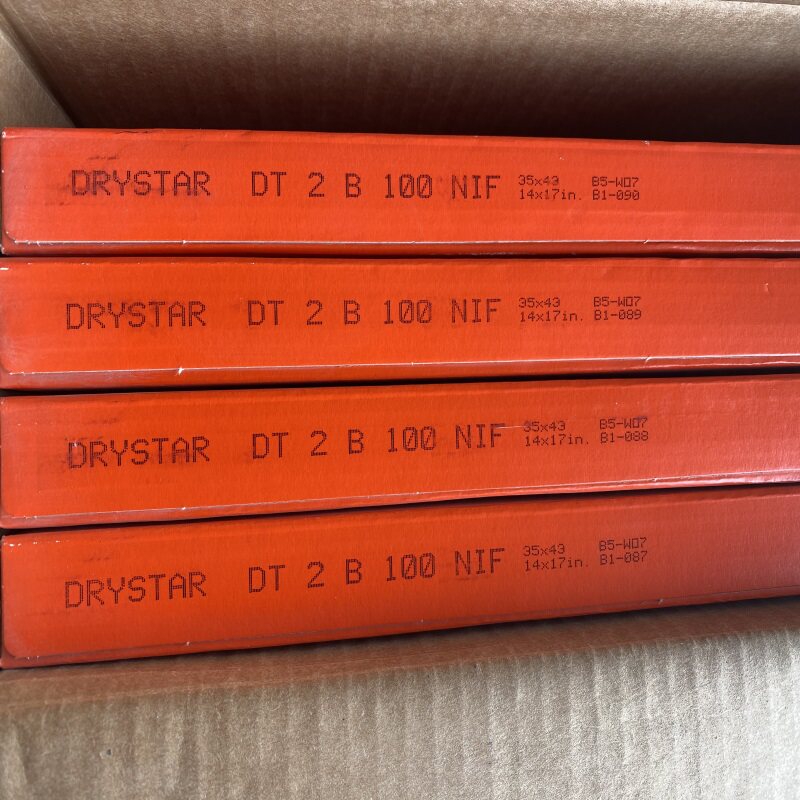 DRYSTAR DT 2 B 100 NIF 35x43 B5-W07
14x17in. B1-090
DRYSTAR DT 2 B 100 NIF 35x43 B5-W07
14x17in. B1-089
DRYSTAR DT 2 B 100 NIF 35x43 B5-W07
14x17in. B1-088
DRYSTAR DT 2 B 100 NIF 35x43 B5-W07
14x17in. B1-087